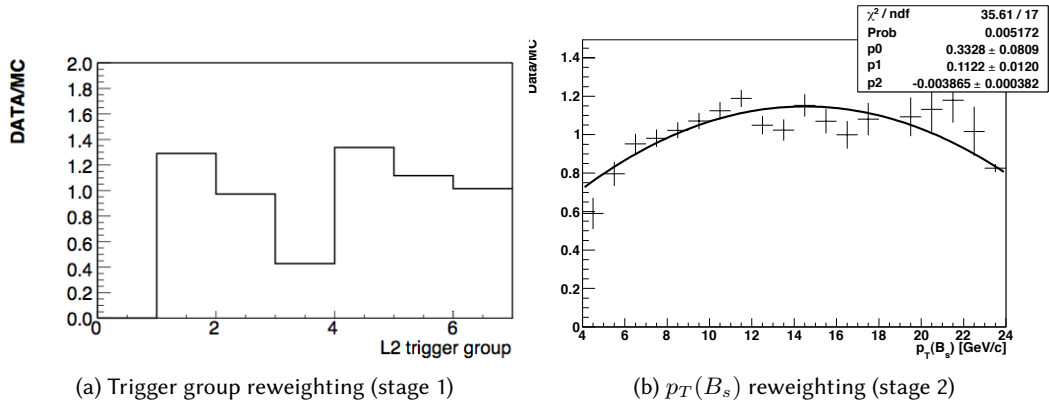 DATA/MC
2.0
1.8
1.6
1.4
1.2
1.0
0.8
0.6
0.4
0.2
0.0
0 2 4 6
L2 trigger group
(a) Trigger group reweighting (stage 1)
χ² / ndf 35.61 / 17
Prob 0.005172
p0 0.3328 ± 0.0809
p1 0.1122 ± 0.0120
p2 -0.003865 ± 0.000382
Data/MC
1.4
1.2
1
0.8
0.6
0.4
0.2
0
4 6 8 10 12 14 16 18 20 22 24
p_T(B_s) [GeV/c]
(b) p_T(B_s) reweighting (stage 2)